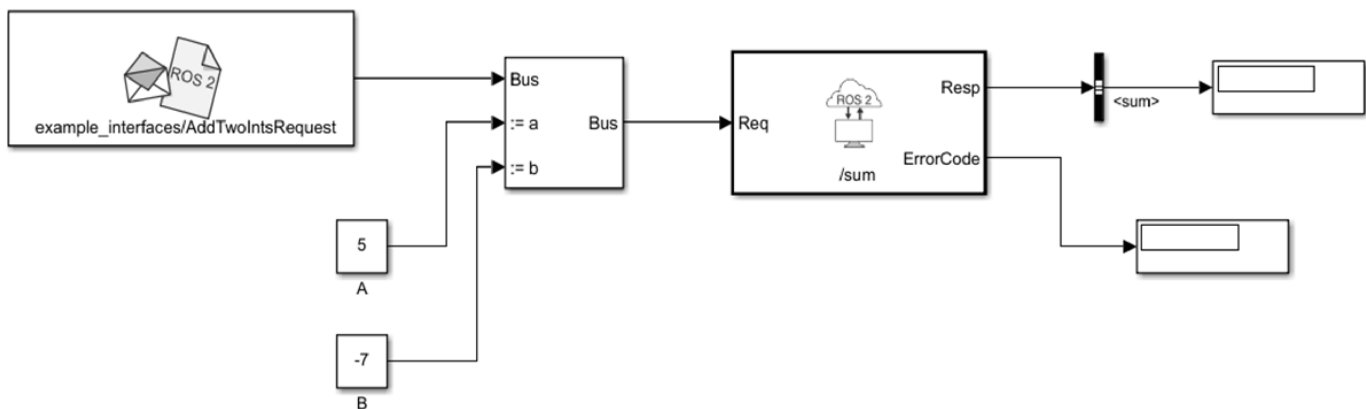 ROS 2
example_interfaces/AddTwoIntsRequest
Bus
:= a
:= b
Bus
5
A
-7
B
Req
ROS 2
/sum
Resp
ErrorCode
<sum>